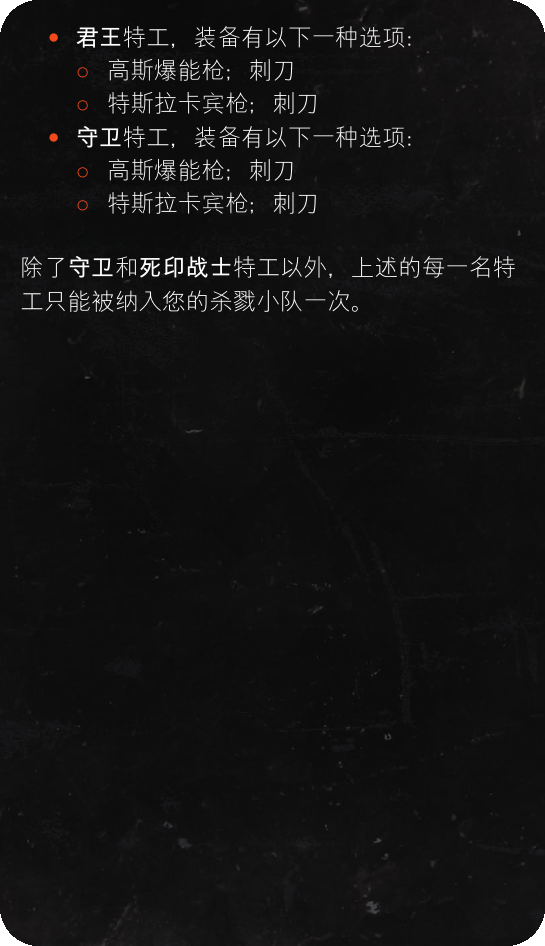 君王特工，装备有以下一种选项：
高斯爆能枪；刺刀
特斯拉卡宾枪；刺刀
守卫特工，装备有以下一种选项：
高斯爆能枪；刺刀
特斯拉卡宾枪；刺刀
除了守卫和死印战士特工以外，上述的每一名特
工只能被纳入您的杀戮小队一次。